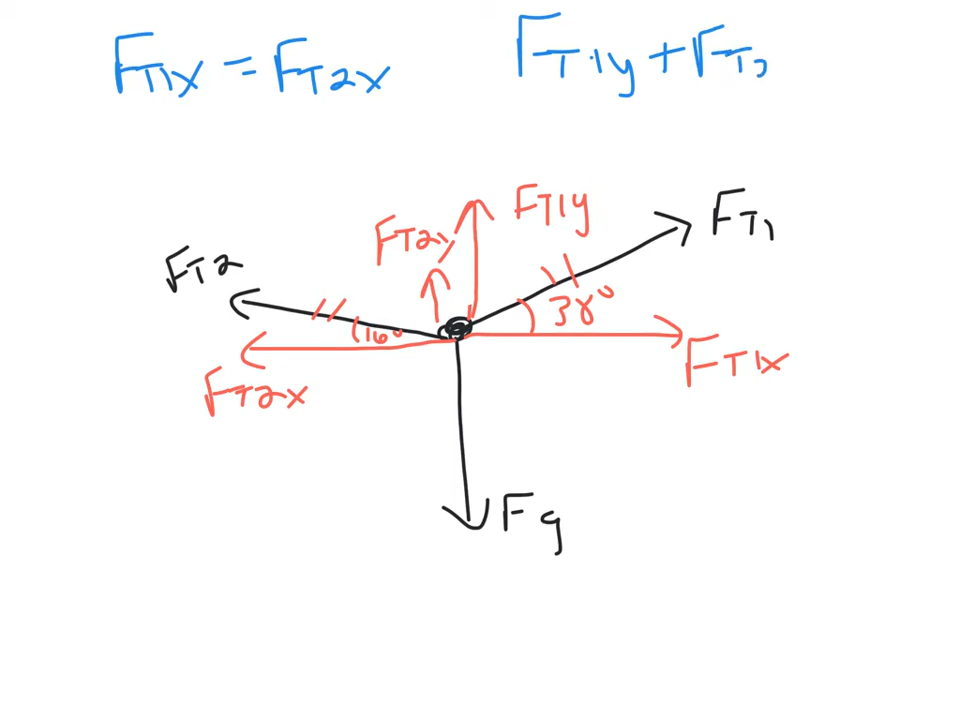 FT1x = FT2x FT1y + FT2
FT1y
FT2y
FT1
FT2
38°
16°
FT1x
FT2x
Fg